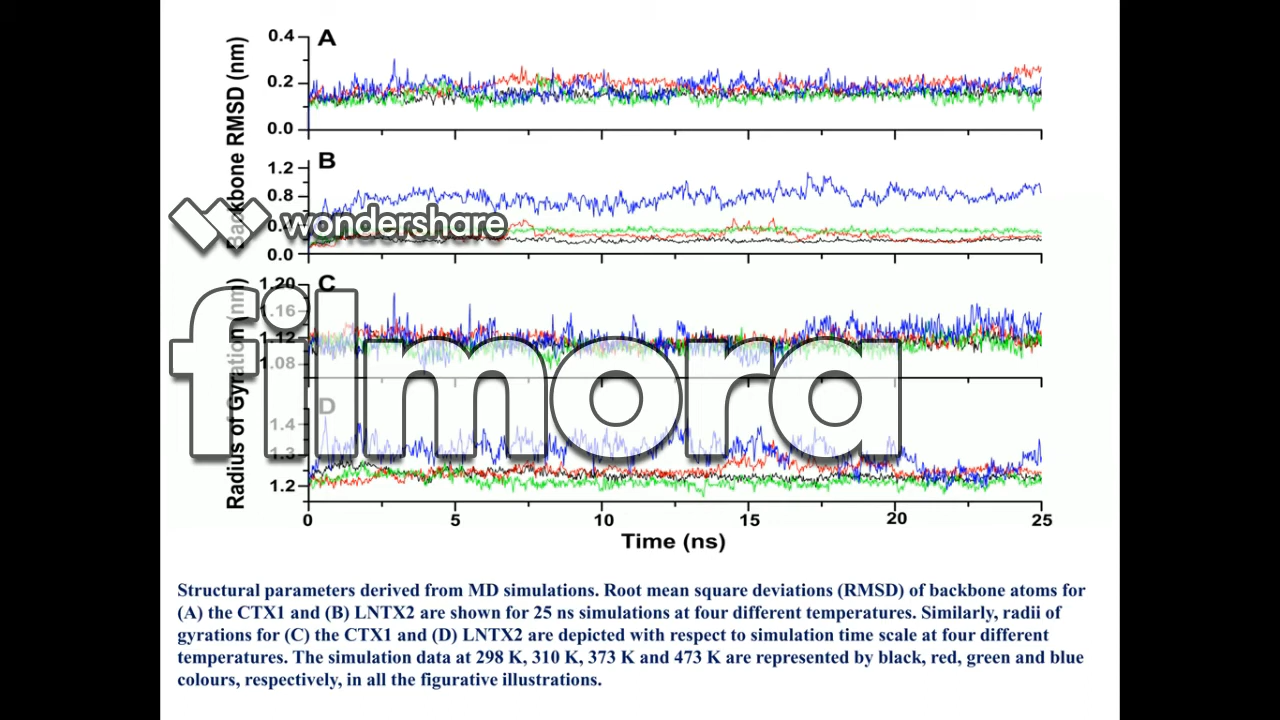 A
0.4
0.2
0.0
Backbone RMSD (nm)
B
1.2
0.8
0.0
wondershare
filmora
C
1.20
1.16
1.12
1.08
Radius of Gyration (nm)
D
1.4
1.3
1.2
0 5 10 15 20 25
Time (ns)
Structural parameters derived from MD simulations. Root mean square deviations (RMSD) of backbone atoms for
(A) the CTX1 and (B) LNTX2 are shown for 25 ns simulations at four different temperatures. Similarly, radii of
gyrations for (C) the CTX1 and (D) LNTX2 are depicted with respect to simulation time scale at four different
temperatures. The simulation data at 298 K, 310 K, 373 K and 473 K are represented by black, red, green and blue
colours, respectively, in all the figurative illustrations.